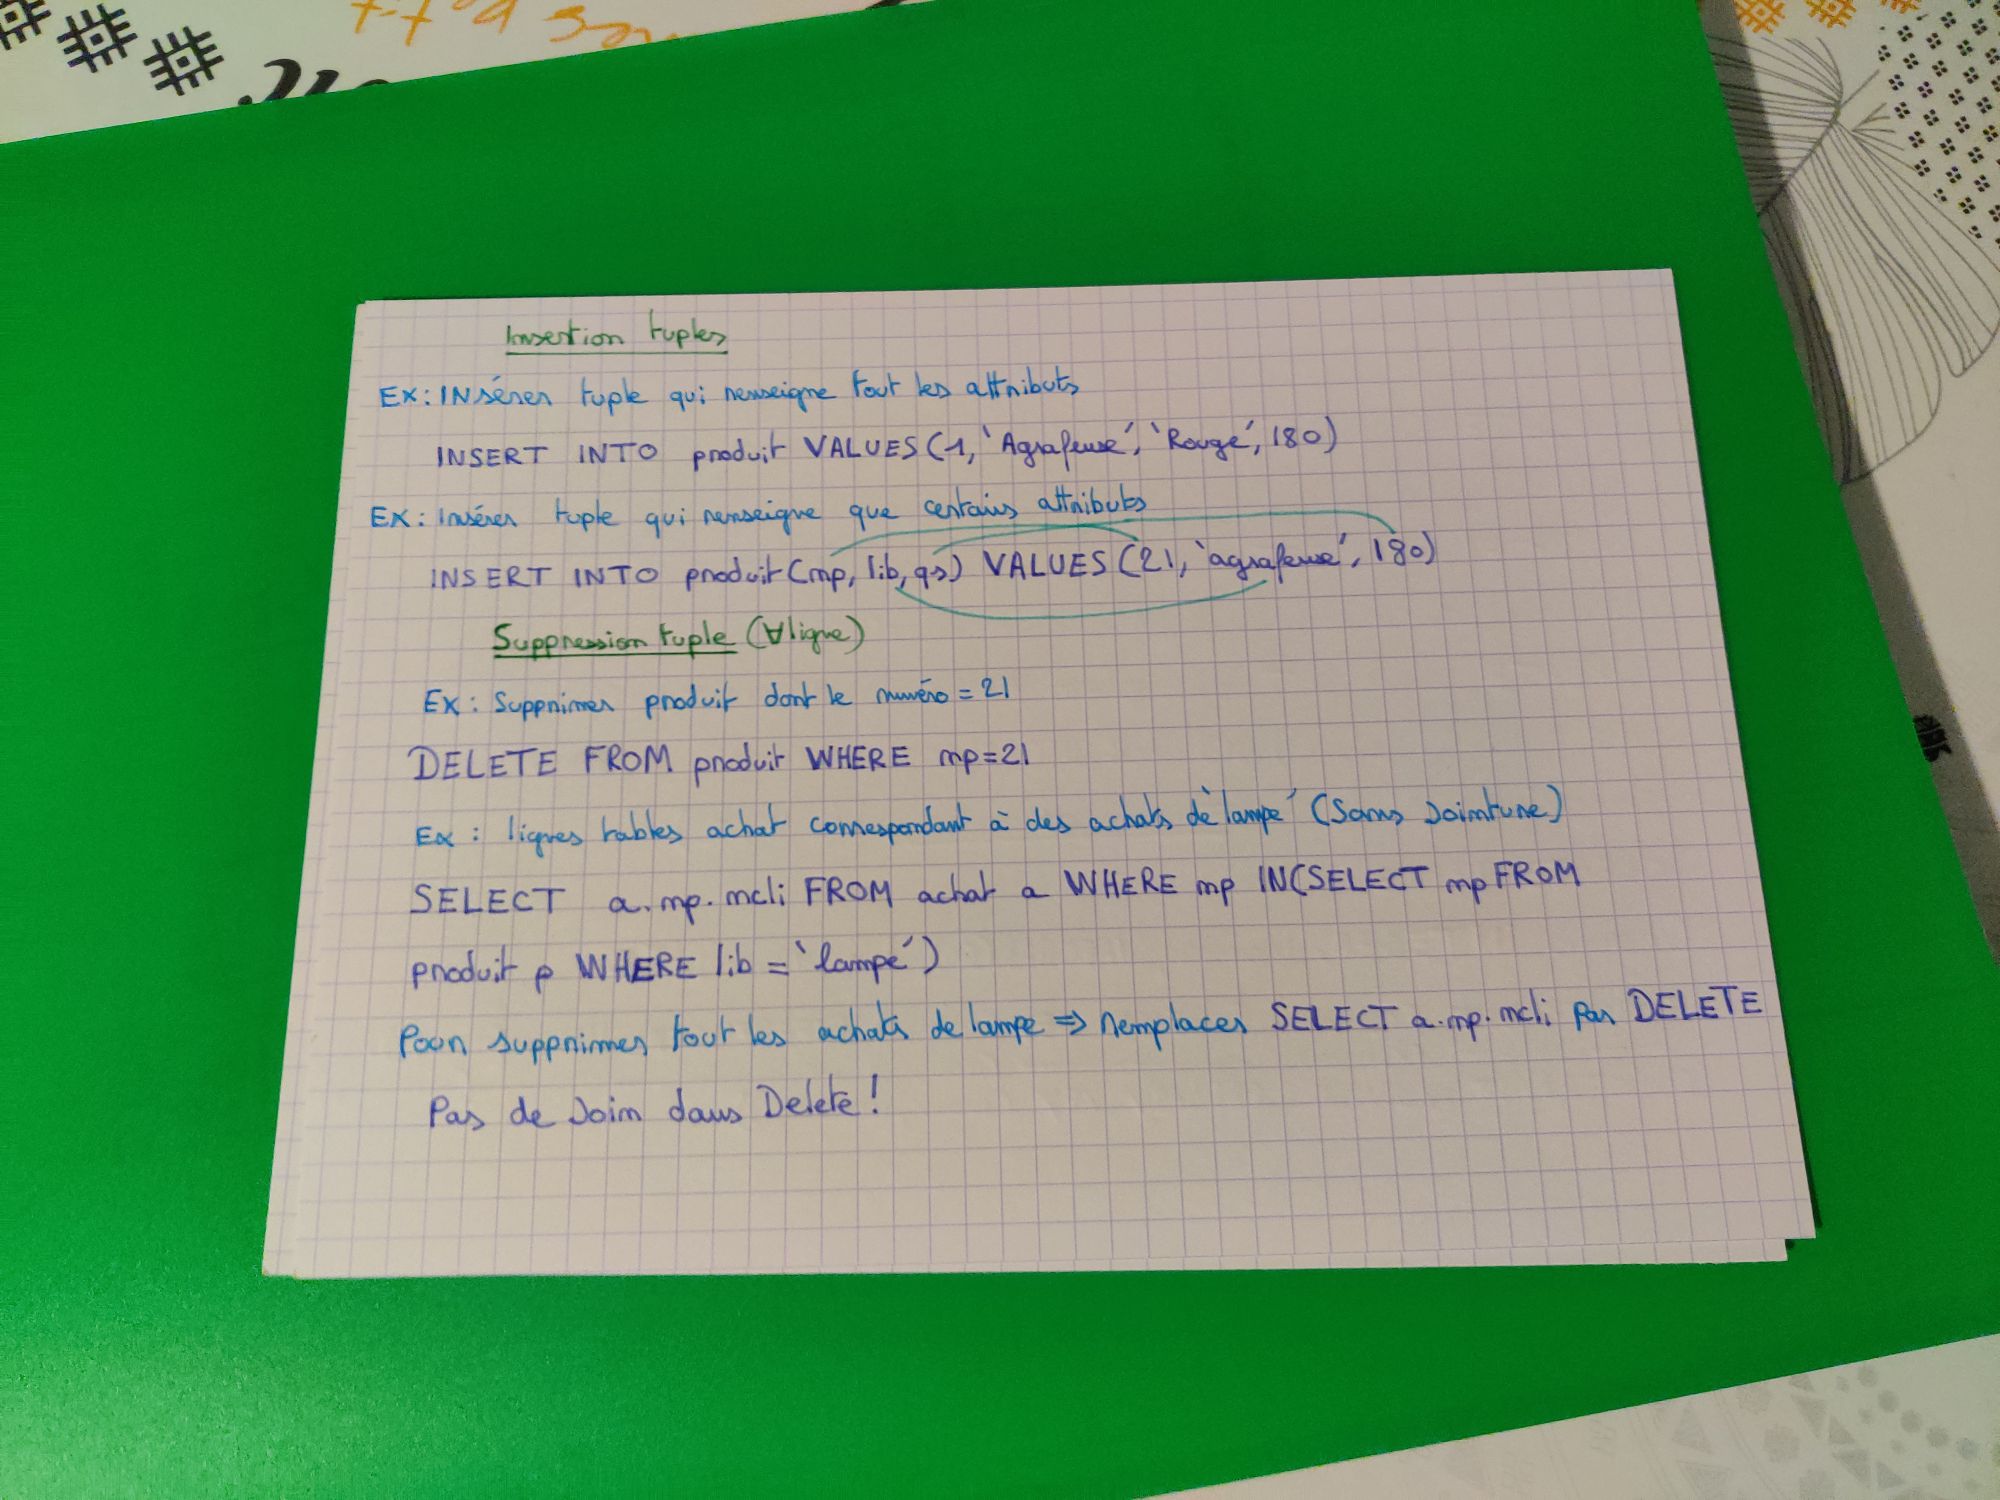 Insertion tuples
Ex: INsérer tuple qui renseigne tout les attributs
INSERT INTO produit VALUES(1, 'Agrafeuse', 'Rouge', 180)
Ex: Insérer tuple qui renseigne que certains attributs
INSERT INTO produit(np, lib, qs) VALUES (21, 'agrafeuse', 180)
Suppression tuple (∀ligne)
Ex: Supprimer produit dont le numéro = 21
DELETE FROM produit WHERE np=21
Ex: lignes tables achat correspondant à des achats de 'lampe' (Sans Jointure)
SELECT a.np.ncli FROM achat a WHERE np IN(SELECT np FROM
produit p WHERE lib = 'lampe')
Pour supprimer tout les achats de lampe => remplacer SELECT a.np.ncli par DELETE
Pas de Join dans Delete!